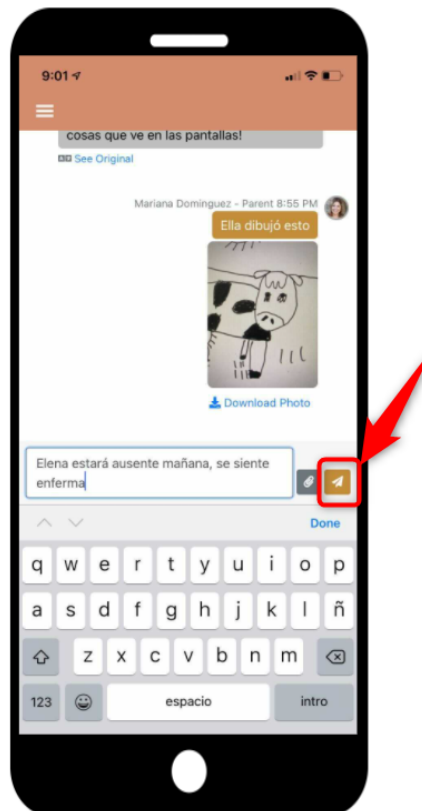 9:01
cosas que ve en las pantallas!
See Original
Mariana Dominguez - Parent 8:55 PM
Ella dibujó esto
Download Photo
Elena estará ausente mañana, se siente
enferma
Done
q w e r t y u i o p
a s d f g h j k l ñ
z x c v b n m
123 espacio intro